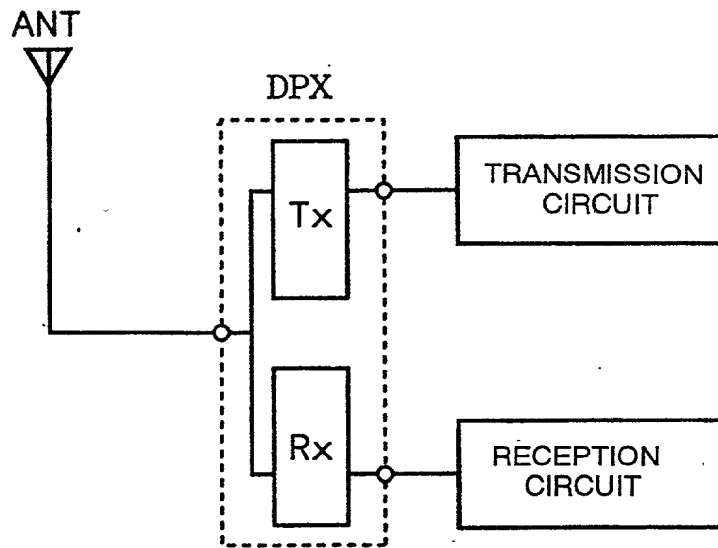 ANT
DPX
Tx
TRANSMISSION
CIRCUIT
Rx
RECEPTION
CIRCUIT